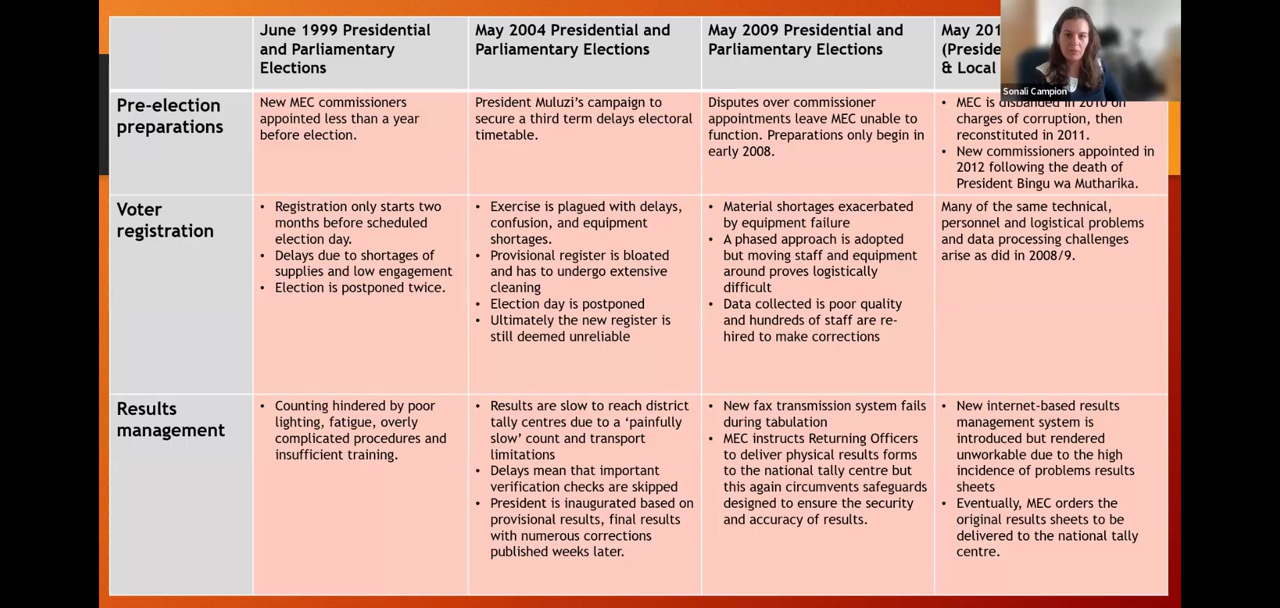 June 1999 Presidential
and Parliamentary
Elections
May 2004 Presidential and
Parliamentary Elections
May 2009 Presidential and
Parliamentary Elections
May 201
(Preside
& Local
Sonali Campion
Pre-election
preparations
New MEC commissioners
appointed less than a year
before election.
President Muluzi’s campaign to
secure a third term delays electoral
timetable.
Disputes over commissioner
appointments leave MEC unable to
function. Preparations only begin in
early 2008.
• MEC is disbanded in 2010 on
charges of corruption, then
reconstituted in 2011.
• New commissioners appointed in
2012 following the death of
President Bingu wa Mutharika.
Voter
registration
• Registration only starts two
months before scheduled
election day.
• Delays due to shortages of
supplies and low engagement
• Election is postponed twice.
• Exercise is plagued with delays,
confusion, and equipment
shortages.
• Provisional register is bloated
and has to undergo extensive
cleaning
• Election day is postponed
• Ultimately the new register is
still deemed unreliable
• Material shortages exacerbated
by equipment failure
• A phased approach is adopted
but moving staff and equipment
around proves logistically
difficult
• Data collected is poor quality
and hundreds of staff are re-
hired to make corrections
Many of the same technical,
personnel and logistical problems
and data processing challenges
arise as did in 2008/9.
Results
management
• Counting hindered by poor
lighting, fatigue, overly
complicated procedures and
insufficient training.
• Results are slow to reach district
tally centres due to a ‘painfully
slow’ count and transport
limitations
• Delays mean that important
verification checks are skipped
• President is inaugurated based on
provisional results, final results
with numerous corrections
published weeks later.
• New fax transmission system fails
during tabulation
• MEC instructs Returning Officers
to deliver physical results forms
to the national tally centre but
this again circumvents safeguards
designed to ensure the security
and accuracy of results.
• New internet-based results
management system is
introduced but rendered
unworkable due to the high
incidence of problems results
sheets
• Eventually, MEC orders the
original results sheets to be
delivered to the national tally
centre.